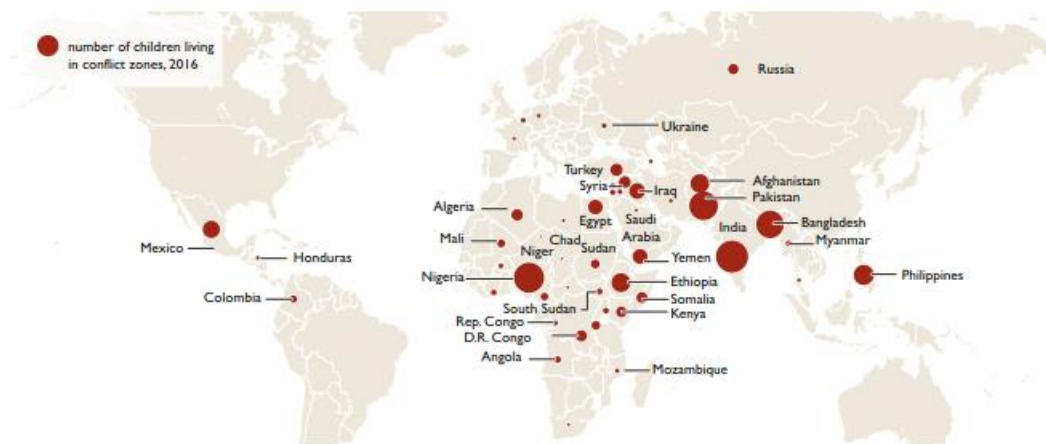 number of children living
in conflict zones, 2016
Russia
Ukraine
Turkey
Syria
Iraq
Afghanistan
Pakistan
Algeria
Egypt
Saudi
Arabia
India
Bangladesh
Myanmar
Mali
Niger
Chad
Sudan
Yemen
Mexico
Honduras
Nigeria
Ethiopia
Philippines
Colombia
South Sudan
Somalia
Kenya
Rep. Congo
D.R. Congo
Angola
Mozambique